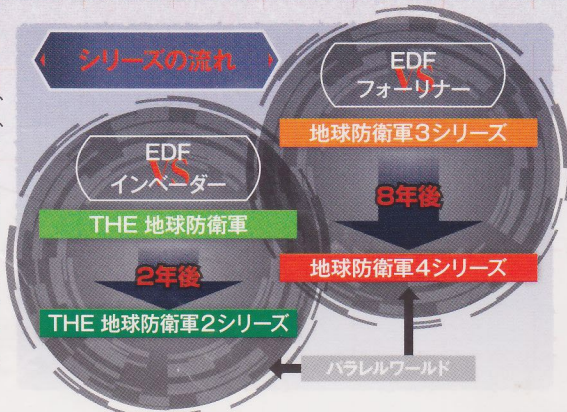 シリーズの流れ
EDF
VS
フォーリナー
地球防衛軍3シリーズ
8年後
地球防衛軍4シリーズ
EDF
VS
インベーダー
THE 地球防衛軍
2年後
THE 地球防衛軍2シリーズ
パラレルワールド